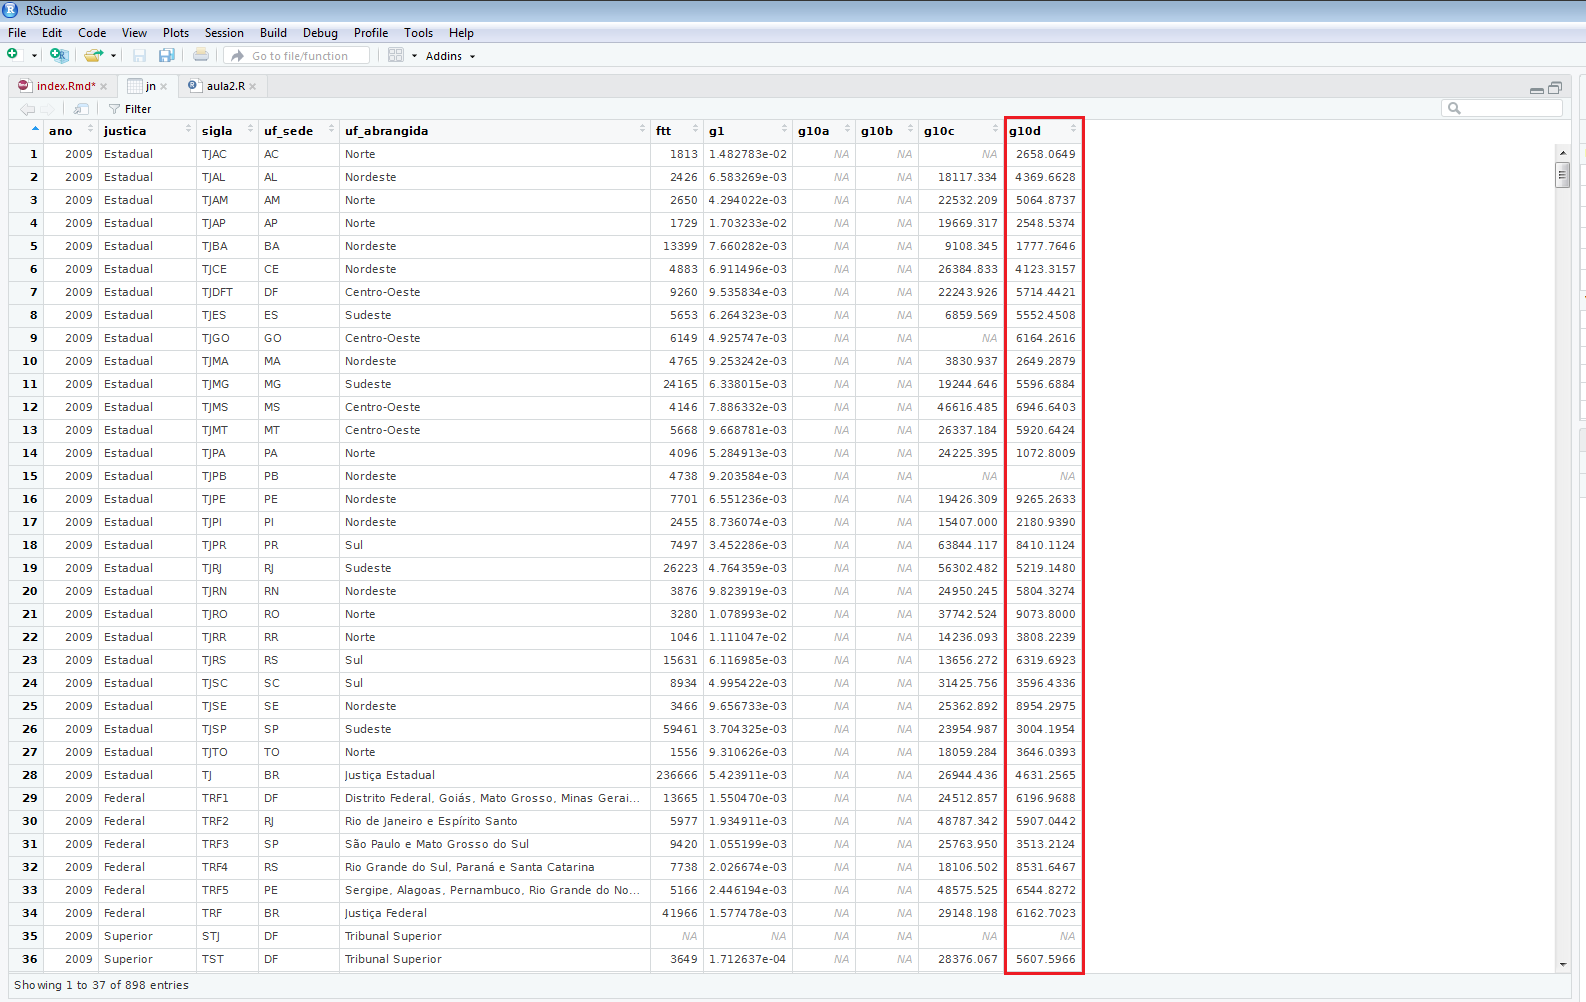 RStudio
File Edit Code View Plots Session Build Debug Profile Tools Help
Go to file/function Addins
index.Rmd* jn aula2.R
Filter
ano justica sigla uf_sede uf_abrangida ftt g1 g10a g10b g10c g10d
1 2009 Estadual TJAC AC Norte 1813 1.482783e-02 NA NA NA 2658.0649
2 2009 Estadual TJAL AL Nordeste 2426 6.583269e-03 NA NA 18117.334 4369.6628
3 2009 Estadual TJAM AM Norte 2650 4.294022e-03 NA NA 22532.209 5064.8737
4 2009 Estadual TJAP AP Norte 1729 1.703233e-02 NA NA 19669.317 2548.5374
5 2009 Estadual TJBA BA Nordeste 13399 7.660282e-03 NA NA 9108.345 1777.7646
6 2009 Estadual TJCE CE Nordeste 4883 6.911496e-03 NA NA 26384.833 4123.3157
7 2009 Estadual TJDFT DF Centro-Oeste 9260 9.535834e-03 NA NA 22243.926 5714.4421
8 2009 Estadual TJES ES Sudeste 5653 6.264323e-03 NA NA 6859.569 5552.4508
9 2009 Estadual TJGO GO Centro-Oeste 6149 4.925747e-03 NA NA NA 6164.2616
10 2009 Estadual TJMA MA Nordeste 4765 9.253242e-03 NA NA 3830.937 2649.2879
11 2009 Estadual TJMG MG Sudeste 24165 6.338015e-03 NA NA 19244.646 5596.6884
12 2009 Estadual TJMS MS Centro-Oeste 4146 7.886332e-03 NA NA 46616.485 6946.6403
13 2009 Estadual TJMT MT Centro-Oeste 5668 9.668781e-03 NA NA 26337.184 5920.6424
14 2009 Estadual TJPA PA Norte 4096 5.284913e-03 NA NA 24225.395 1072.8009
15 2009 Estadual TJPB PB Nordeste 4738 9.203584e-03 NA NA NA NA
16 2009 Estadual TJPE PE Nordeste 7701 6.551236e-03 NA NA 19426.309 9265.2633
17 2009 Estadual TJPI PI Nordeste 2455 8.736074e-03 NA NA 15407.000 2180.9390
18 2009 Estadual TJPR PR Sul 7497 3.452286e-03 NA NA 63844.117 8410.1124
19 2009 Estadual TJRJ RJ Sudeste 26223 4.764359e-03 NA NA 56302.482 5219.1480
20 2009 Estadual TJRN RN Nordeste 3876 9.823919e-03 NA NA 24950.245 5804.3274
21 2009 Estadual TJRO RO Norte 3280 1.078993e-02 NA NA 37742.524 9073.8000
22 2009 Estadual TJRR RR Norte 1046 1.111047e-02 NA NA 14236.093 3808.2239
23 2009 Estadual TJRS RS Sul 15631 6.116985e-03 NA NA 13656.272 6319.6923
24 2009 Estadual TJSC SC Sul 8934 4.995422e-03 NA NA 31425.756 3596.4336
25 2009 Estadual TJSE SE Nordeste 3466 9.656733e-03 NA NA 25362.892 8954.2975
26 2009 Estadual TJSP SP Sudeste 59461 3.704325e-03 NA NA 23954.987 3004.1954
27 2009 Estadual TJTO TO Norte 1556 9.310626e-03 NA NA 18059.284 3646.0393
28 2009 Estadual TJ BR Justiça Estadual 236666 5.423911e-03 NA NA 26944.436 4631.2565
29 2009 Federal TRF1 DF Distrito Federal, Goiás, Mato Grosso, Minas Gerai... 13665 1.550470e-03 NA NA 24512.857 6196.9688
30 2009 Federal TRF2 RJ Rio de Janeiro e Espírito Santo 5977 1.934911e-03 NA NA 48787.342 5907.0442
31 2009 Federal TRF3 SP São Paulo e Mato Grosso do Sul 9420 1.055199e-03 NA NA 25763.950 3513.2124
32 2009 Federal TRF4 RS Rio Grande do Sul, Paraná e Santa Catarina 7738 2.026674e-03 NA NA 18106.502 8531.6467
33 2009 Federal TRF5 PE Sergipe, Alagoas, Pernambuco, Rio Grande do No... 5166 2.446194e-03 NA NA 48575.525 6544.8272
34 2009 Federal TRF BR Justiça Federal 41966 1.577478e-03 NA NA 29148.198 6162.7023
35 2009 Superior STJ DF Tribunal Superior NA NA NA NA NA NA
36 2009 Superior TST DF Tribunal Superior 3649 1.712637e-04 NA NA 28376.067 5607.5966
Showing 1 to 37 of 898 entries